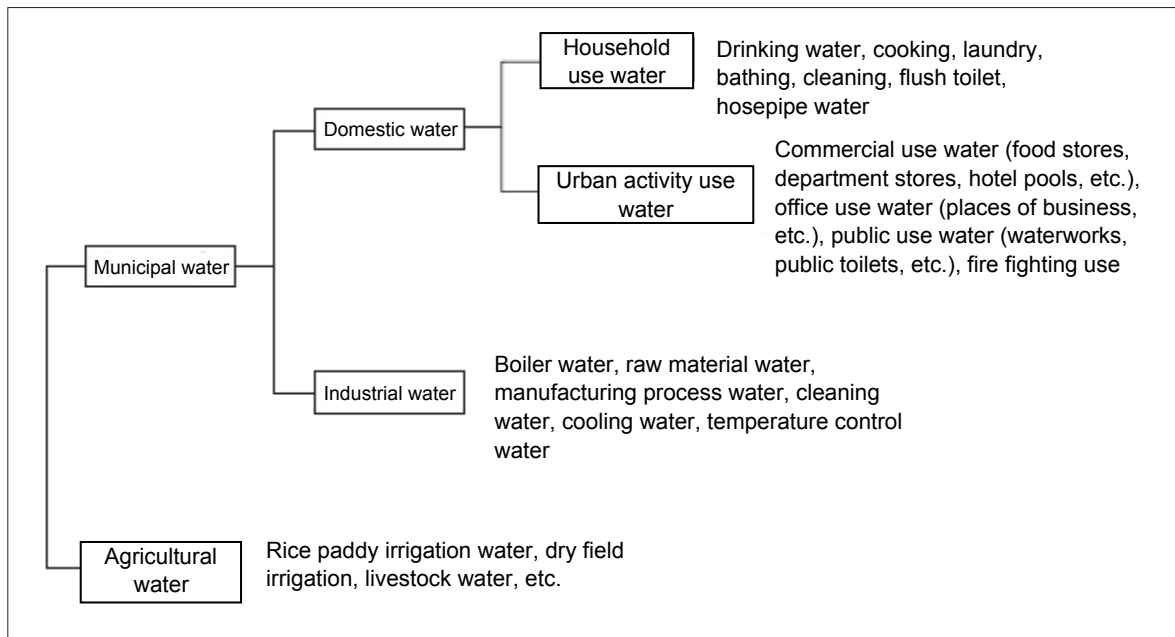 Household
use water
Drinking water, cooking, laundry,
bathing, cleaning, flush toilet,
hosepipe water
Domestic water
Urban activity use
water
Commercial use water (food stores,
department stores, hotel pools, etc.),
office use water (places of business,
etc.), public use water (waterworks,
public toilets, etc.), fire fighting use
Municipal water
Industrial water
Boiler water, raw material water,
manufacturing process water, cleaning
water, cooling water, temperature control
water
Agricultural
water
Rice paddy irrigation water, dry field
irrigation, livestock water, etc.